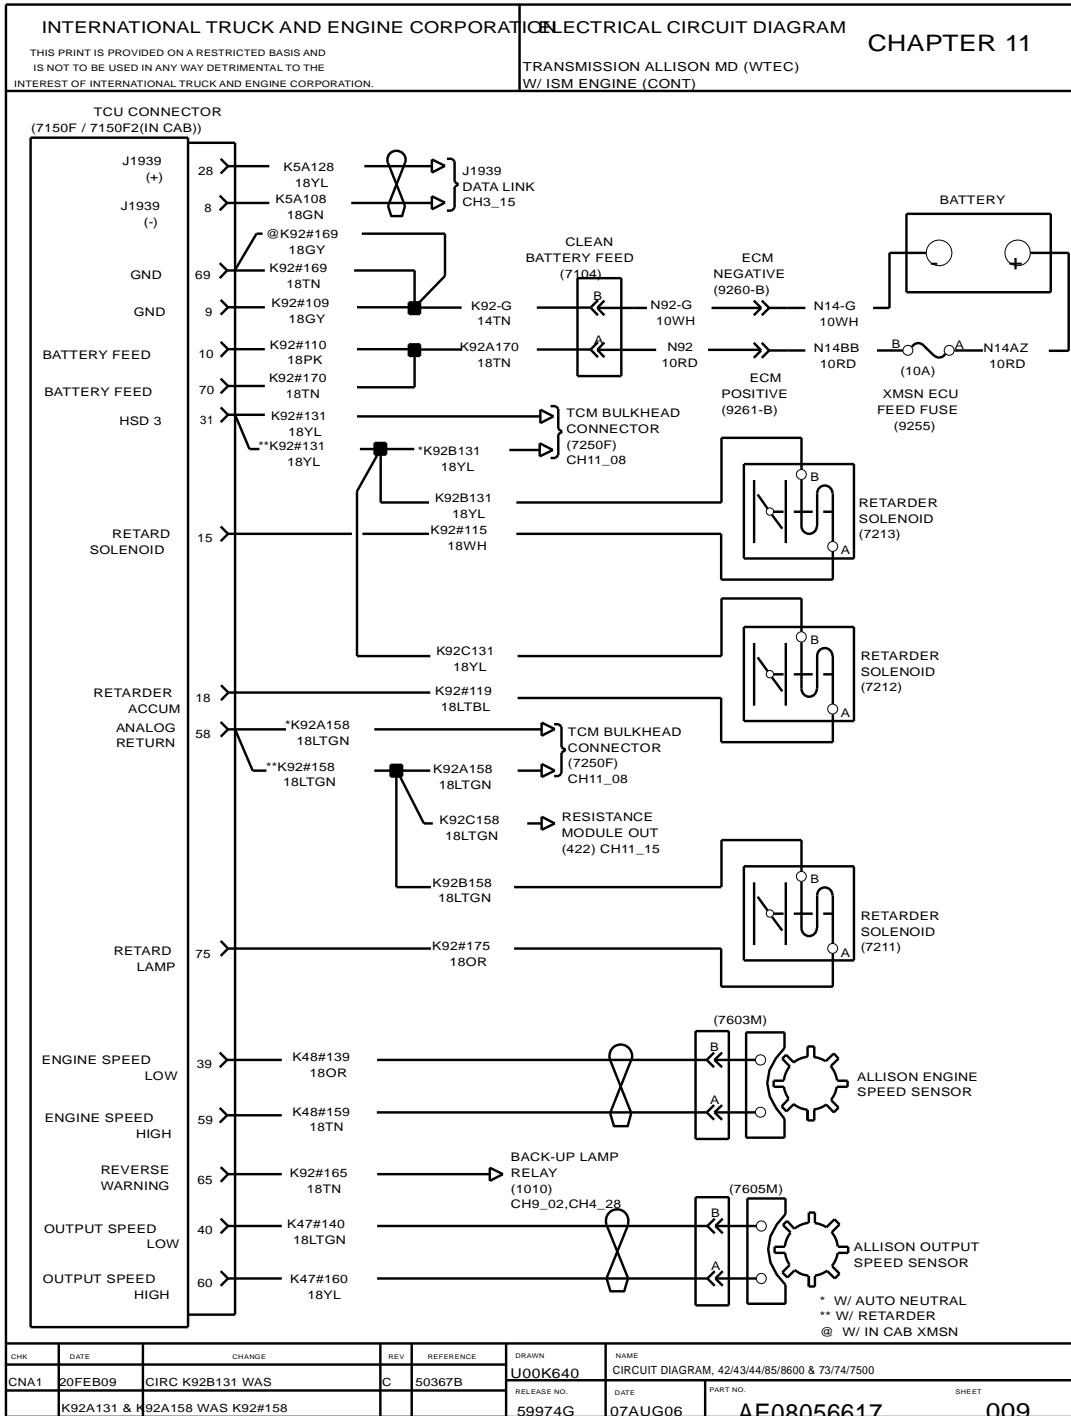 INTERNATIONAL TRUCK AND ENGINE CORPORATION
THIS PRINT IS PROVIDED ON A RESTRICTED BASIS AND
IS NOT TO BE USED IN ANY WAY DETRIMENTAL TO THE
INTEREST OF INTERNATIONAL TRUCK AND ENGINE CORPORATION.
ELECTRICAL CIRCUIT DIAGRAM
TRANSMISSION ALLISON MD (WTEC)
W/ ISM ENGINE (CONT)
CHAPTER 11
TCU CONNECTOR
(7150F / 7150F2(IN CAB))
J1939
(+)
28
K5A128
18YL
J1939
(-)
8
K5A108
18GN
J1939
DATA LINK
CH3_15
@K92#169
18GY
GND
69
K92#169
18TN
GND
9
K92#109
18GY
K92-G
14TN
CLEAN
BATTERY FEED
(7104)
B
N92-G
10WH
ECM
NEGATIVE
(9260-B)
N14-G
10WH
BATTERY
-
+
BATTERY FEED
10
K92#110
18PK
K92A170
18TN
A
N92
10RD
ECM
POSITIVE
(9261-B)
N14BB
10RD
B
A
(10A)
XMSN ECU
FEED FUSE
(9255)
N14AZ
10RD
BATTERY FEED
70
K92#170
18TN
HSD 3
31
K92#131
18YL
**K92#131
18YL
*K92B131
18YL
TCM BULKHEAD
CONNECTOR
(7250F)
CH11_08
K92B131
18YL
RETARD
SOLENOID
15
K92#115
18WH
B
A
RETARDER
SOLENOID
(7213)
K92C131
18YL
RETARDER
ACCUM
18
K92#119
18LTBL
B
A
RETARDER
SOLENOID
(7212)
ANALOG
RETURN
58
*K92A158
18LTGN
**K92#158
18LTGN
K92A158
18LTGN
TCM BULKHEAD
CONNECTOR
(7250F)
CH11_08
K92C158
18LTGN
RESISTANCE
MODULE OUT
(422) CH11_15
K92B158
18LTGN
RETARD
LAMP
75
K92#175
18OR
B
A
RETARDER
SOLENOID
(7211)
ENGINE SPEED
LOW
39
K48#139
18OR
ENGINE SPEED
HIGH
59
K48#159
18TN
(7603M)
B
A
ALLISON ENGINE
SPEED SENSOR
REVERSE
WARNING
65
K92#165
18TN
BACK-UP LAMP
RELAY
(1010)
CH9_02,CH4_28
OUTPUT SPEED
LOW
40
K47#140
18LTGN
OUTPUT SPEED
HIGH
60
K47#160
18YL
(7605M)
B
A
ALLISON OUTPUT
SPEED SENSOR
* W/ AUTO NEUTRAL
** W/ RETARDER
@ W/ IN CAB XMSN
CHK DATE CHANGE REV REFERENCE
CNA1 20FEB09 CIRC K92B131 WAS C 50367B
K92A131 & K92A158 WAS K92#158
DRAWN
U00K640
NAME
CIRCUIT DIAGRAM, 42/43/44/85/8600 & 73/74/7500
RELEASE NO.
59974G
DATE
07AUG06
PART NO.
AE08056617
SHEET
009